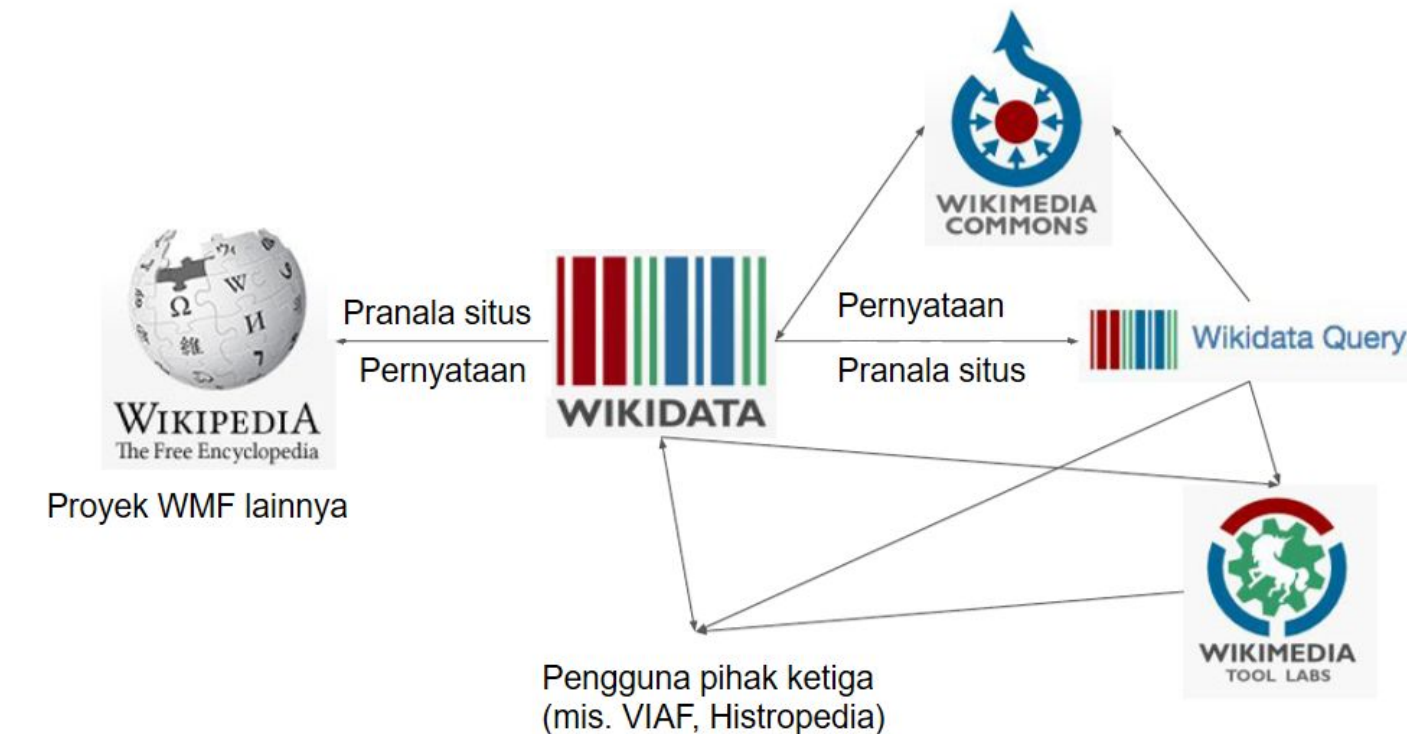 WIKIMEDIA
COMMONS
Pranala situs
Pernyataan
WIKIPEDIA
The Free Encyclopedia
Proyek WMF lainnya
WIKIDATA
Pernyataan
Pranala situs
Wikidata Query
WIKIMEDIA
TOOL LABS
Pengguna pihak ketiga
(mis. VIAF, Histropedia)